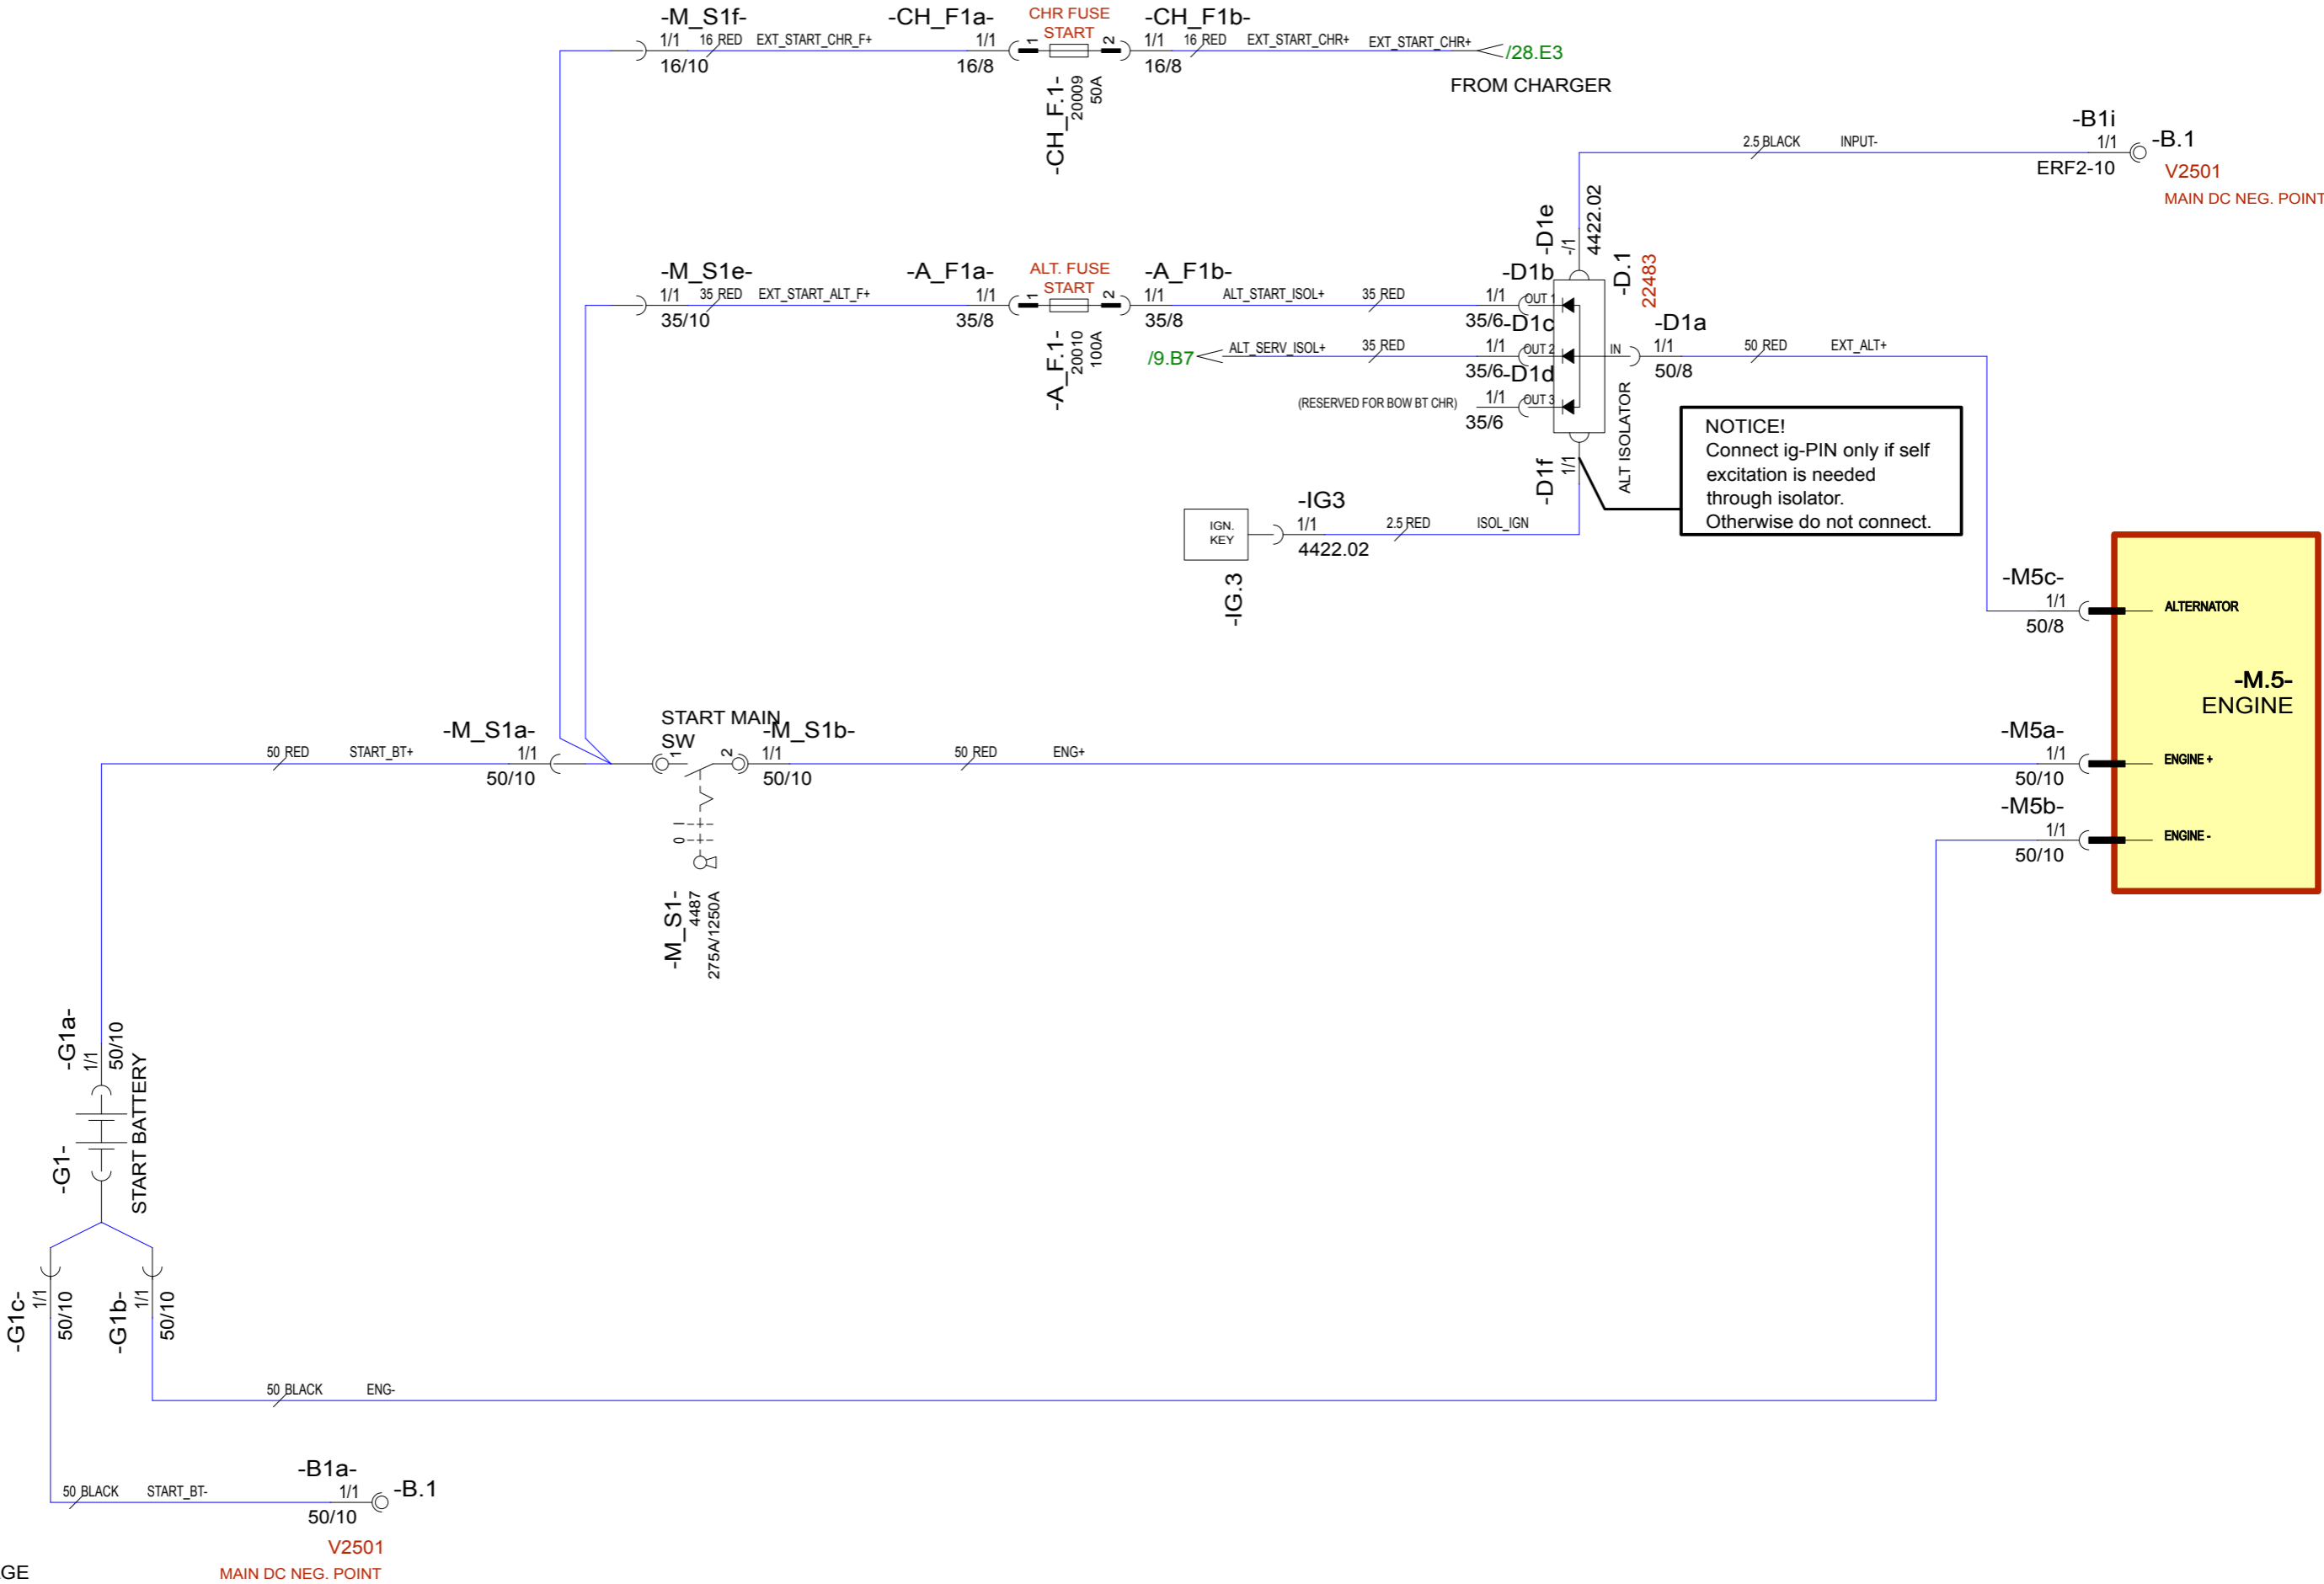 -M_S1f-
1/1 16 RED EXT_START_CHR_F+
16/10
-CH_F1a-
1/1
16/8
CHR FUSE
START
1 2
-CH_F.1-
20009
50A
-CH_F1b-
1/1 16 RED EXT_START_CHR+ EXT_START_CHR+
16/8
/28.E3
FROM CHARGER
-B1i
1/1
ERF2-10
-B.1
V2501
MAIN DC NEG. POINT
2.5 BLACK INPUT-
-D1e
-/1
4422.02
-M_S1e-
1/1 35 RED EXT_START_ALT_F+
35/10
-A_F1a-
1/1
35/8
ALT. FUSE
START
1 2
-A_F.1-
20010
100A
-A_F1b-
1/1 ALT_START_ISOL+ 35 RED
35/8
-D1b
1/1 OUT 1
35/6
-D.1
22483
/9.B7 ALT_SERV_ISOL+ 35 RED
-D1c
1/1 OUT 2
35/6
(RESERVED FOR BOW BT CHR)
-D1d
1/1 OUT 3
35/6
IN
-D1a
1/1 50 RED EXT_ALT+
50/8
ALT ISOLATOR
-D1f
1/1
NOTICE!
Connect ig-PIN only if self
excitation is needed
through isolator.
Otherwise do not connect.
IGN.
KEY
-IG.3
-IG3
1/1 2.5 RED ISOL_IGN
4422.02
-M5c-
1/1
50/8
ALTERNATOR
-M.5-
ENGINE
50 RED START_BT+
-M_S1a-
1/1
50/10
START MAIN
SW
1 2
-M_S1b-
1/1 50 RED ENG+
50/10
-M5a-
1/1
50/10
ENGINE +
-M5b-
1/1
50/10
ENGINE -
0 1
-M_S1-
4487
275A/1250A
-G1a-
1/1
50/10
-G1-
START BATTERY
-G1c-
1/1
50/10
-G1b-
1/1
50/10
50 BLACK ENG-
50 BLACK START_BT-
-B1a-
1/1
50/10
-B.1
V2501
MAIN DC NEG. POINT
GE